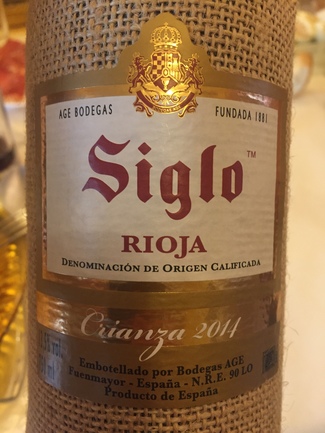 AGE BODEGAS FUNDADA 1881
Siglo™
RIOJA
DENOMINACIÓN DE ORIGEN CALIFICADA
Crianza 2014
Embotellado por Bodegas AGE
Fuenmayor - España - N.R.E. 90 LO
Producto de España